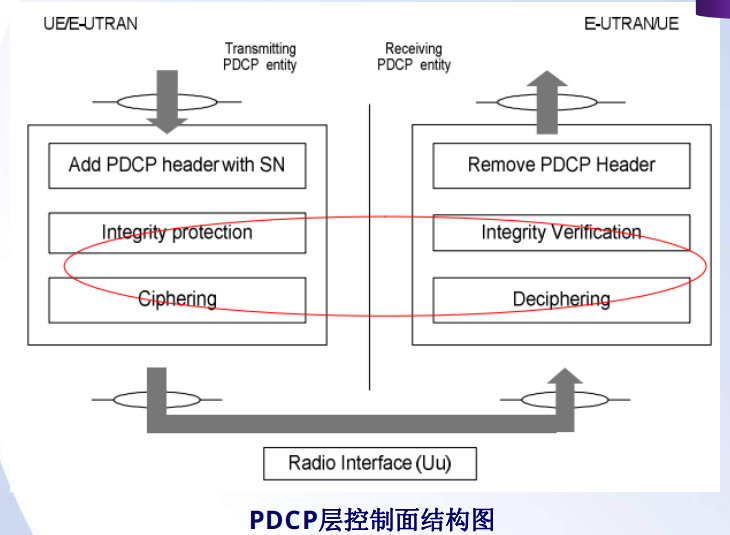 UE/E-UTRAN
E-UTRAN/UE
Transmitting
PDCP entity
Receiving
PDCP entity
Add PDCP header with SN
Remove PDCP Header
Integrity protection
Integrity Verification
Ciphering
Deciphering
Radio Interface (Uu)
PDCP层控制面结构图